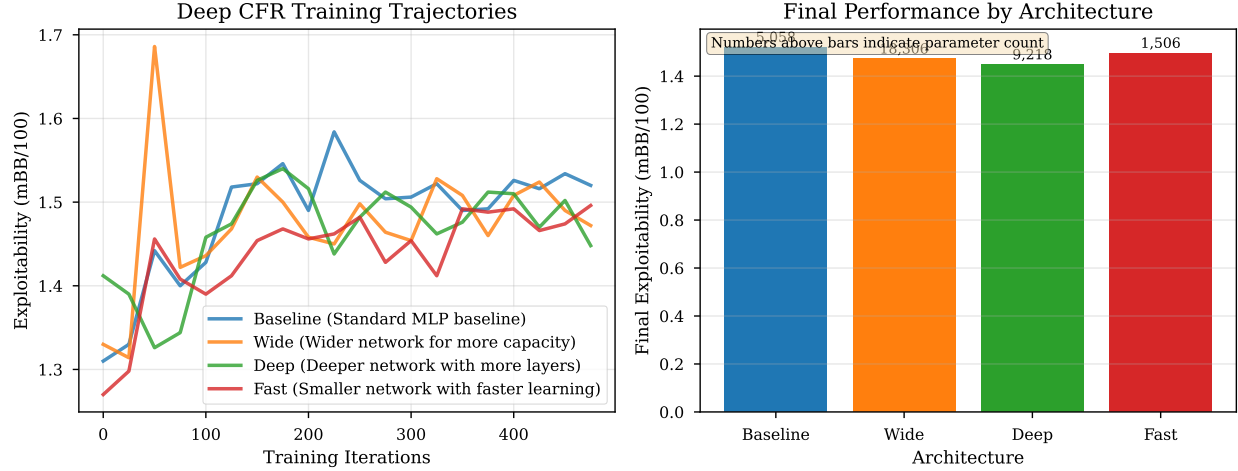 Deep CFR Training Trajectories
Exploitability (mBB/100)
1.7
1.6
1.5
1.4
1.3
0
100
200
300
400
Training Iterations
Baseline (Standard MLP baseline)
Wide (Wider network for more capacity)
Deep (Deeper network with more layers)
Fast (Smaller network with faster learning)
Final Performance by Architecture
Final Exploitability (mBB/100)
Numbers above bars indicate parameter count
5,058
18,306
9,218
1,506
1.4
1.2
1.0
0.8
0.6
0.4
0.2
0.0
Baseline
Wide
Deep
Fast
Architecture